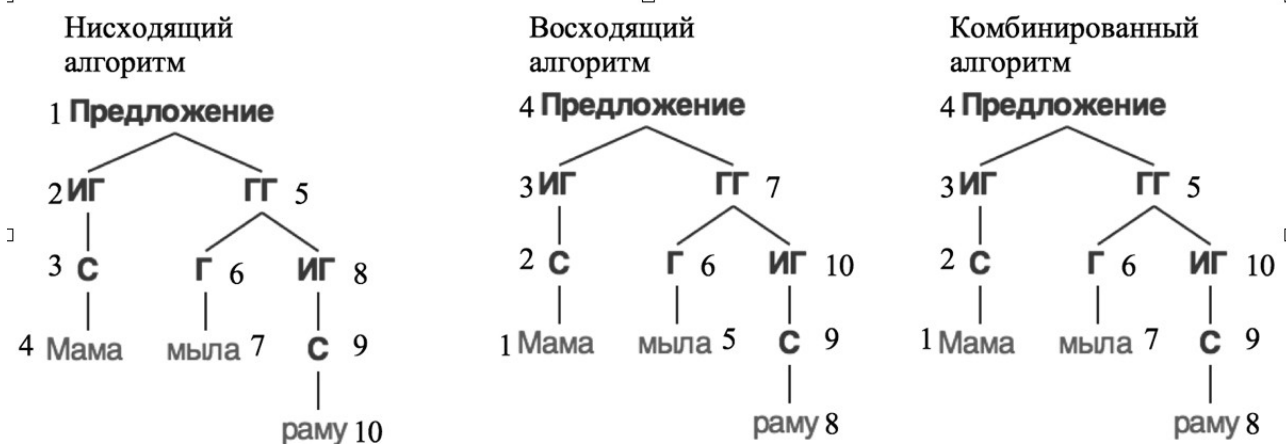 Нисходящий
алгоритм
1 Предложение
2 ИГ ГГ 5
3 С Г 6 ИГ 8
4 Мама мыла 7 С 9
раму 10
Восходящий
алгоритм
4 Предложение
3 ИГ ГГ 7
2 С Г 6 ИГ 10
1 Мама мыла 5 С 9
раму 8
Комбинированный
алгоритм
4 Предложение
3 ИГ ГГ 5
2 С Г 6 ИГ 10
1 Мама мыла 7 С 9
раму 8